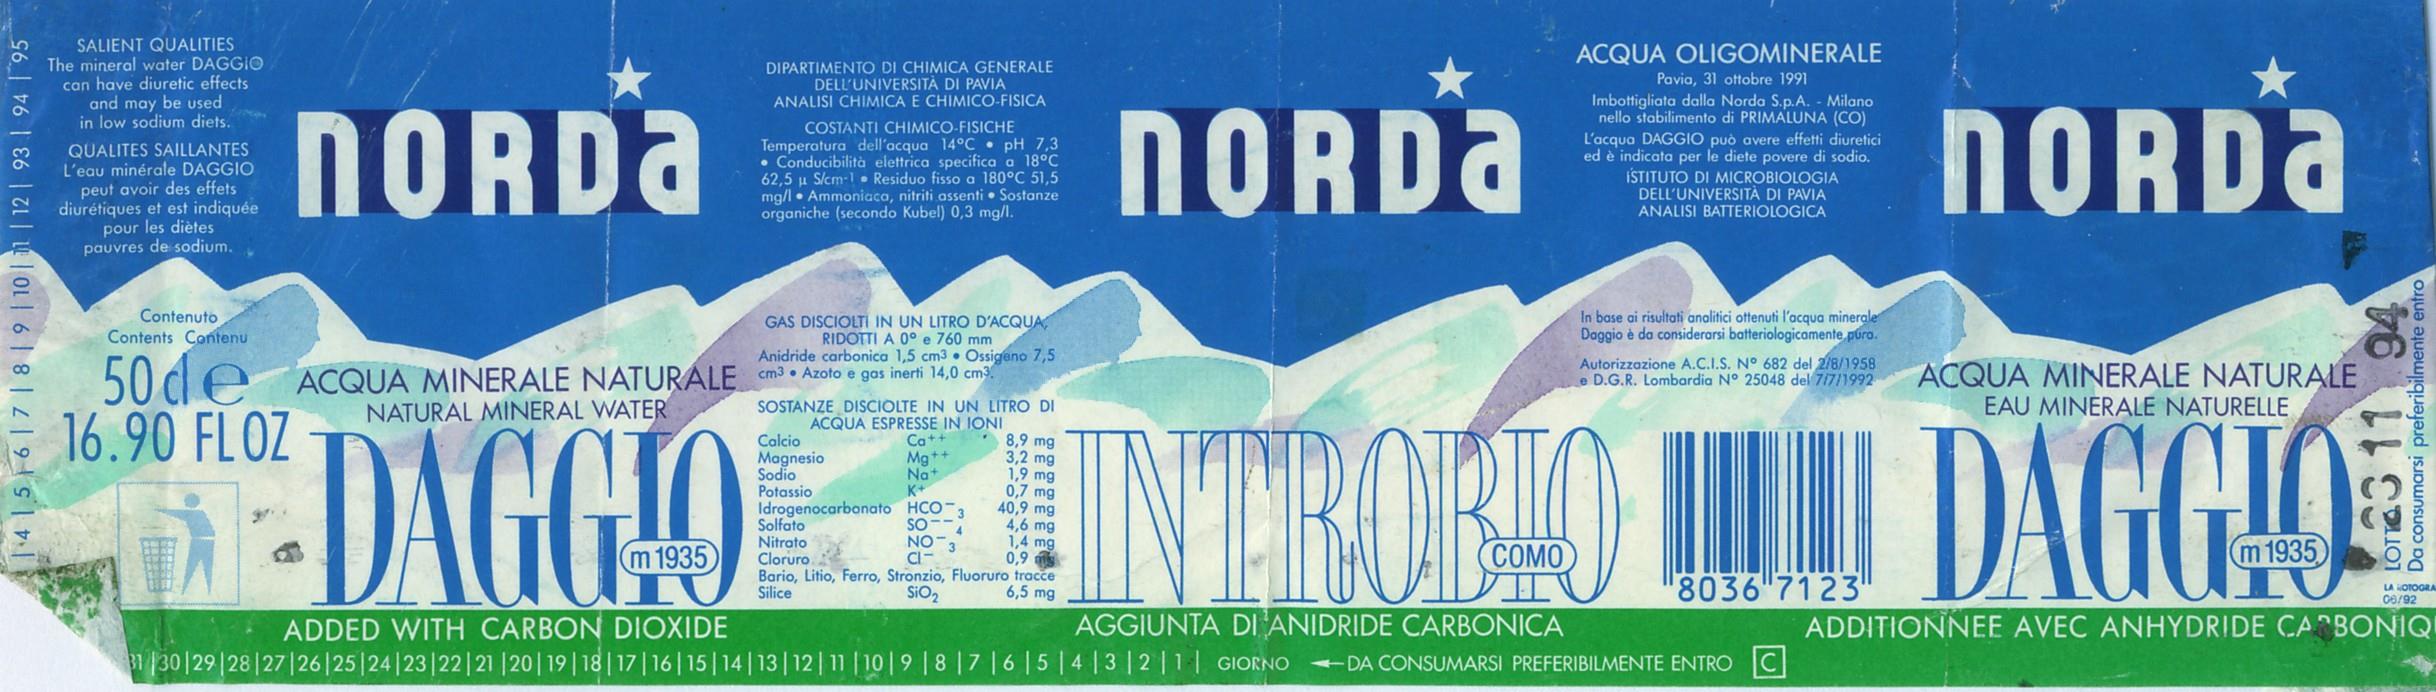 4 | 5 | 6 | 7 | 8 | 9 | 10 | 11 | 12 | 93 | 94 | 95
SALIENT QUALITIES
The mineral water DAGGIO
can have diuretic effects
and may be used
in low sodium diets.
QUALITES SAILLANTES
L'eau minérale DAGGIO
peut avoir des effets
diurétiques et est indiquée
pour les diètes
pauvres de sodium.
Contenuto
Contents Contenu
50 cl e
16.90 FL OZ
NORDA
ACQUA MINERALE NATURALE
NATURAL MINERAL WATER
DAGGIO
m 1935
DIPARTIMENTO DI CHIMICA GENERALE
DELL'UNIVERSITÀ DI PAVIA
ANALISI CHIMICA E CHIMICO-FISICA
COSTANTI CHIMICO-FISICHE
Temperatura dell'acqua 14°C • pH 7,3
• Conducibilità elettrica specifica a 18°C
62,5 µ S/cm-1 • Residuo fisso a 180°C 51,5
mg/l • Ammoniaca, nitriti assenti • Sostanze
organiche (secondo Kubel) 0,3 mg/l.
GAS DISCIOLTI IN UN LITRO D'ACQUA,
RIDOTTI A 0° e 760 mm
Anidride carbonica 1,5 cm3 • Ossigeno 7,5
cm3 • Azoto e gas inerti 14,0 cm3.
SOSTANZE DISCIOLTE IN UN LITRO DI
ACQUA ESPRESSE IN IONI
Calcio Ca++ 8,9 mg
Magnesio Mg++ 3,2 mg
Sodio Na+ 1,9 mg
Potassio K+ 0,7 mg
Idrogenocarbonato HCO−3 40,9 mg
Solfato SO−−4 4,6 mg
Nitrato NO−3 1,4 mg
Cloruro Cl− 0,9 mg
Bario, Litio, Ferro, Stronzio, Fluoruro tracce
Silice SiO2 6,5 mg
NORDA
INTROBIO
COMO
ACQUA OLIGOMINERALE
Pavia, 31 ottobre 1991
Imbottigliata dalla Norda S.p.A. - Milano
nello stabilimento di PRIMALUNA (CO)
L'acqua DAGGIO può avere effetti diuretici
ed è indicata per le diete povere di sodio.
ISTITUTO DI MICROBIOLOGIA
DELL'UNIVERSITÀ DI PAVIA
ANALISI BATTERIOLOGICA
In base ai risultati analitici ottenuti l'acqua minerale
Daggio è da considerarsi batteriologicamente pura.
Autorizzazione A.C.I.S. N° 682 del 2/8/1958
e D.G.R. Lombardia N° 25048 del 7/7/1992
8036 7123
NORDA
ACQUA MINERALE NATURALE
EAU MINERALE NATURELLE
DAGGIO
m 1935
23 11 94
LOTTO
Da consumarsi preferibilmente entro
06/92
ADDED WITH CARBON DIOXIDE
AGGIUNTA DI ANIDRIDE CARBONICA
ADDITIONNEE AVEC ANHYDRIDE CARBONIQ
31 | 30 | 29 | 28 | 27 | 26 | 25 | 24 | 23 | 22 | 21 | 20 | 19 | 18 | 17 | 16 | 15 | 14 | 13 | 12 | 11 | 10 | 9 | 8 | 7 | 6 | 5 | 4 | 3 | 2 | 1 | GIORNO ← DA CONSUMARSI PREFERIBILMENTE ENTRO C